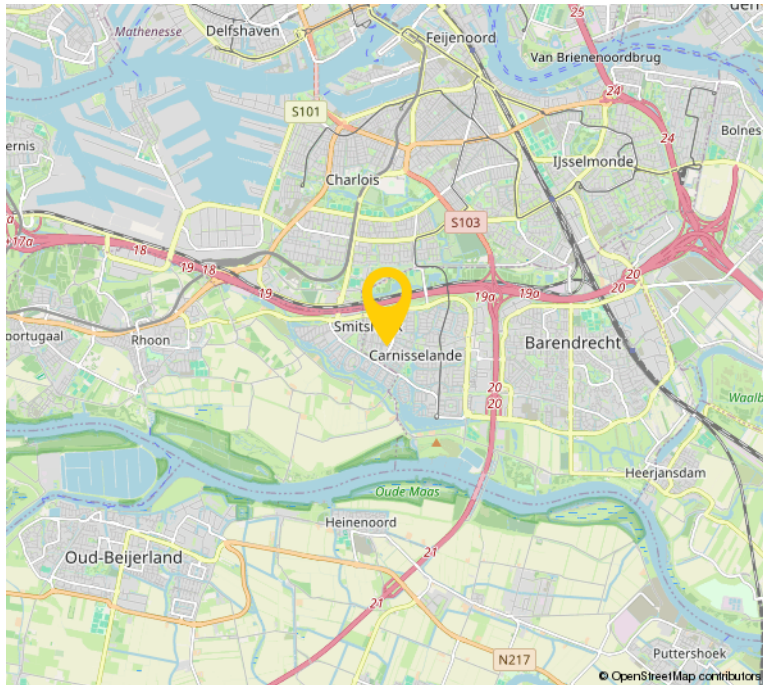 25
Mathenesse
Delfshaven
Feijenoord
Van Brienenoordbrug
24
S101
24
Bolnes
ernis
IJsselmonde
Charlois
S103
17a
18
19
18
19
19a
19a
20
20
20
Smitsh
Carnisselande
Rhoon
Barendrecht
oortugaal
20
20
Waalb
Heerjansdam
Oude Maas
Heinenoord
Oud-Beijerland
21
21
N217
Puttershoek
© OpenStreetMap contributors